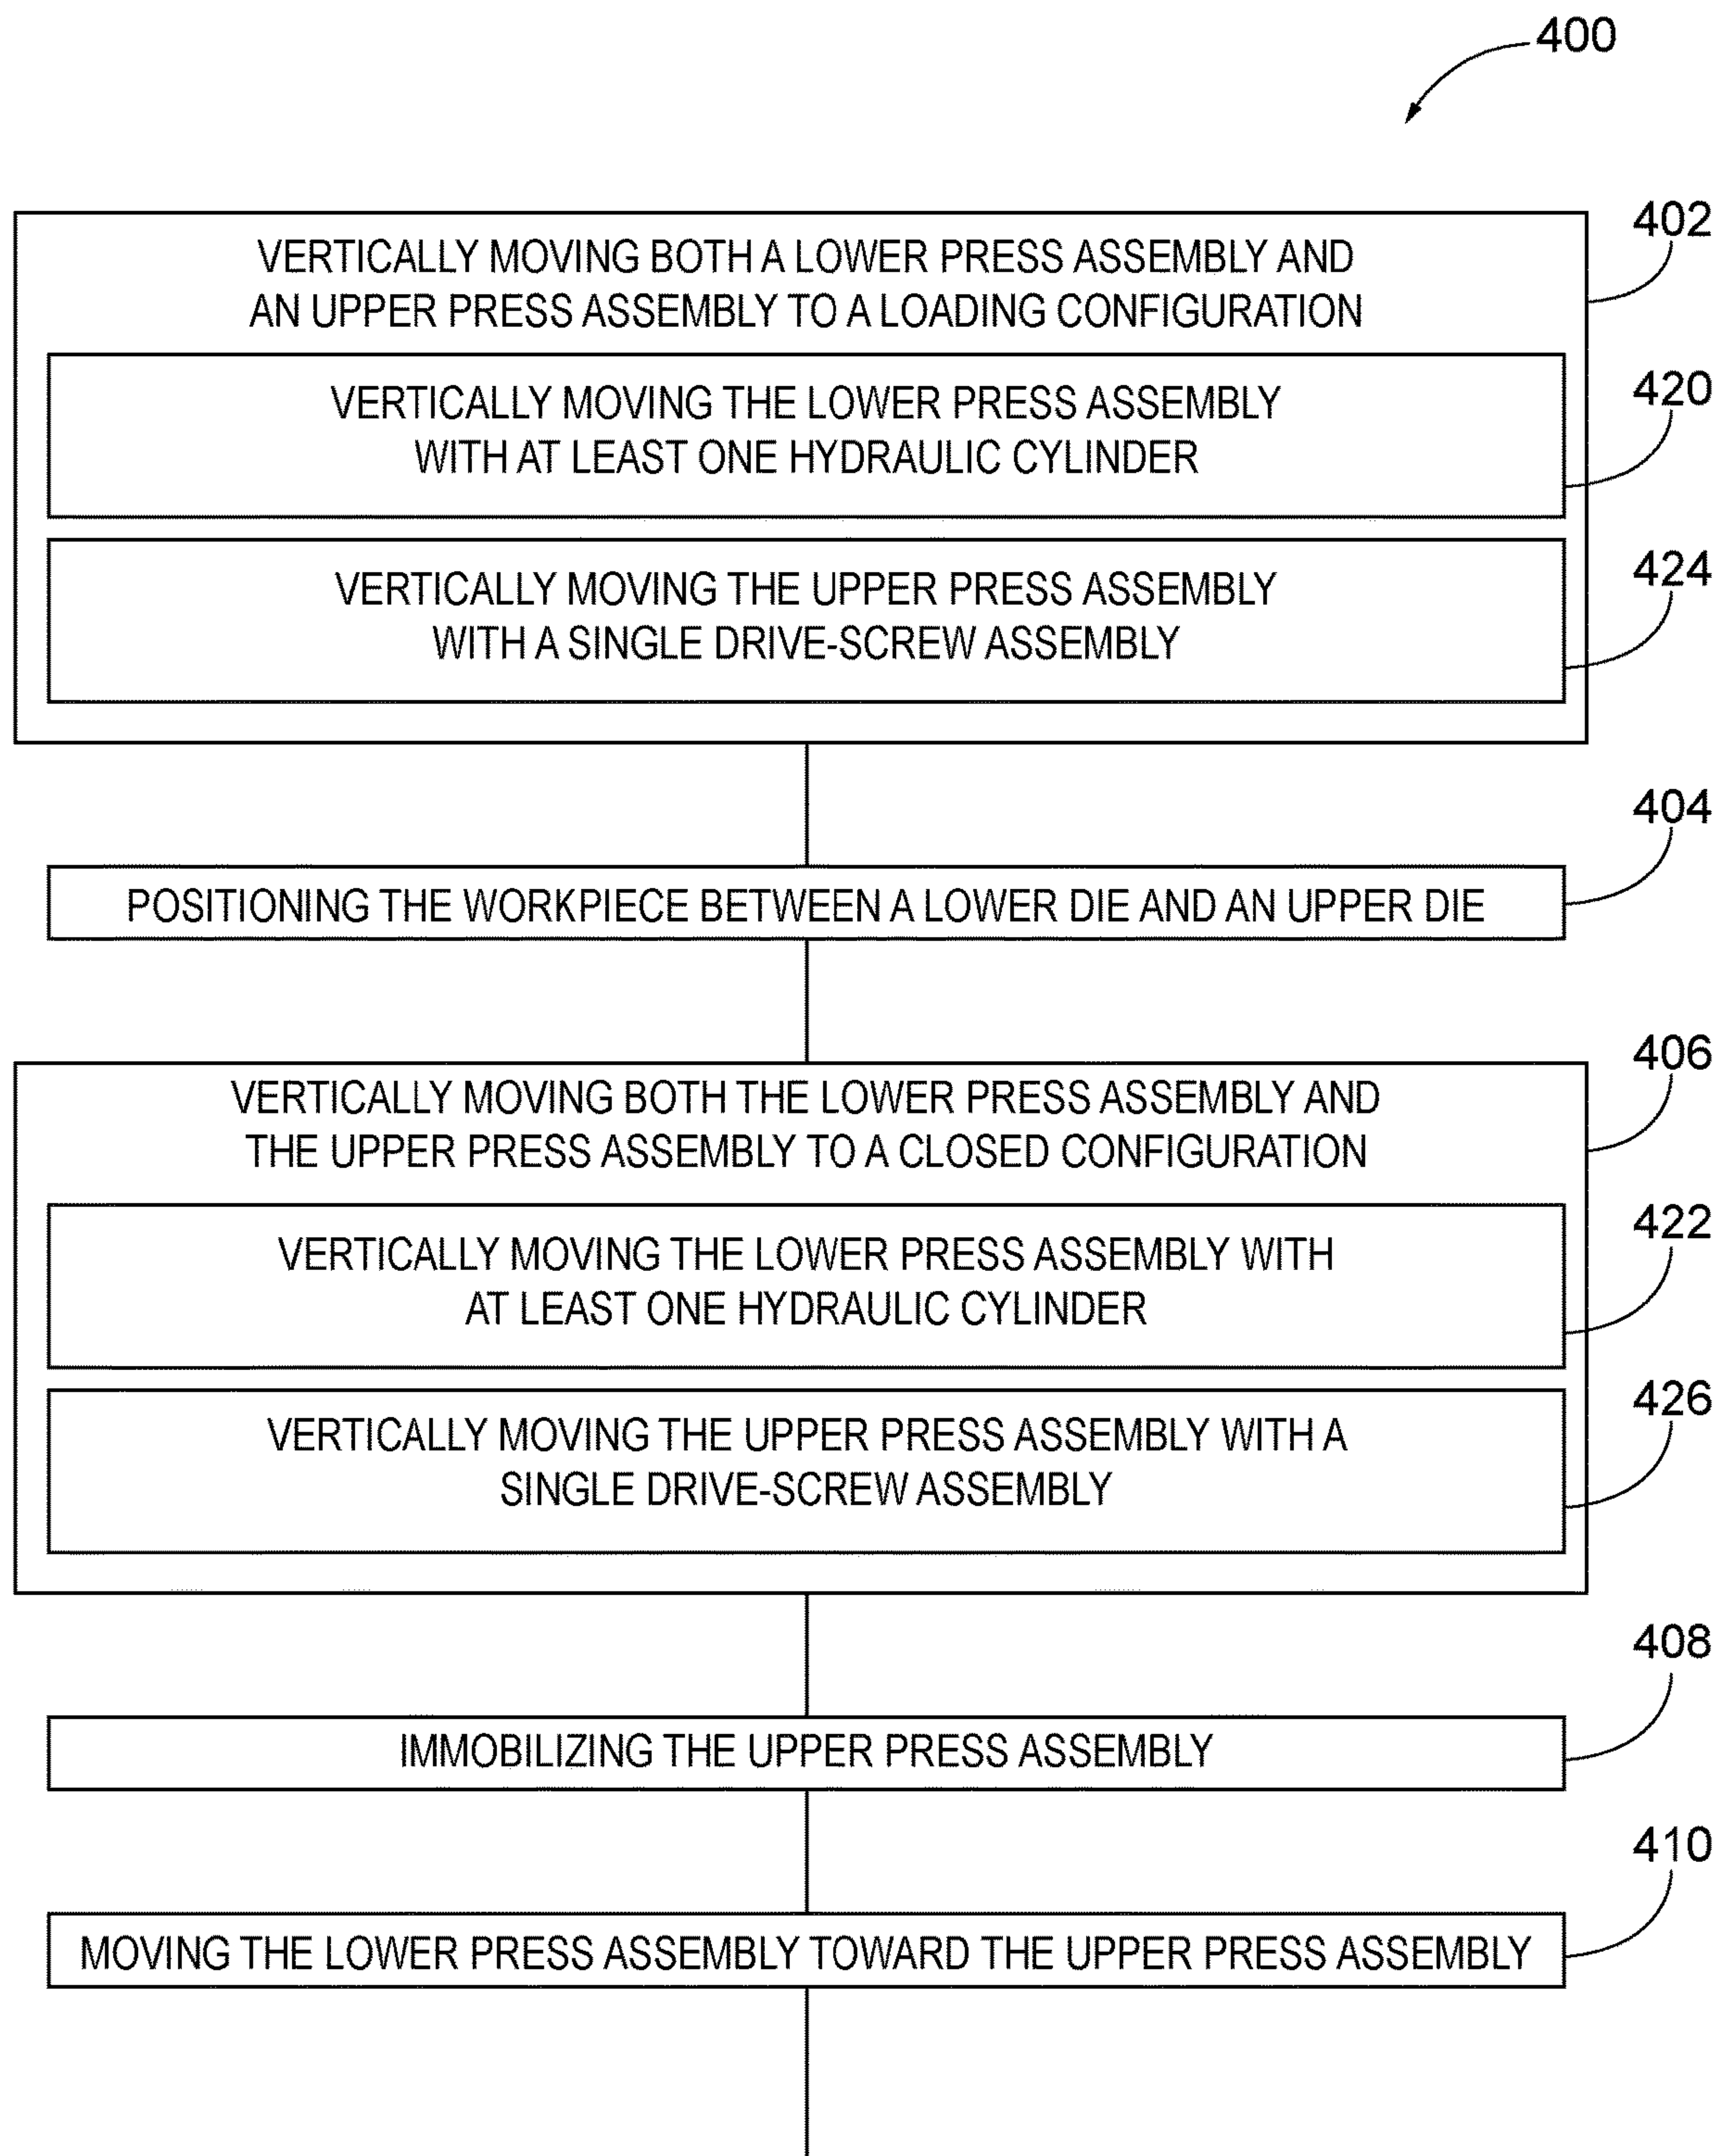 400
402
VERTICALLY MOVING BOTH A LOWER PRESS ASSEMBLY AND
AN UPPER PRESS ASSEMBLY TO A LOADING CONFIGURATION
420
VERTICALLY MOVING THE LOWER PRESS ASSEMBLY
WITH AT LEAST ONE HYDRAULIC CYLINDER
424
VERTICALLY MOVING THE UPPER PRESS ASSEMBLY
WITH A SINGLE DRIVE-SCREW ASSEMBLY
404
POSITIONING THE WORKPIECE BETWEEN A LOWER DIE AND AN UPPER DIE
406
VERTICALLY MOVING BOTH THE LOWER PRESS ASSEMBLY AND
THE UPPER PRESS ASSEMBLY TO A CLOSED CONFIGURATION
422
VERTICALLY MOVING THE LOWER PRESS ASSEMBLY WITH
AT LEAST ONE HYDRAULIC CYLINDER
426
VERTICALLY MOVING THE UPPER PRESS ASSEMBLY WITH A
SINGLE DRIVE-SCREW ASSEMBLY
408
IMMOBILIZING THE UPPER PRESS ASSEMBLY
410
MOVING THE LOWER PRESS ASSEMBLY TOWARD THE UPPER PRESS ASSEMBLY